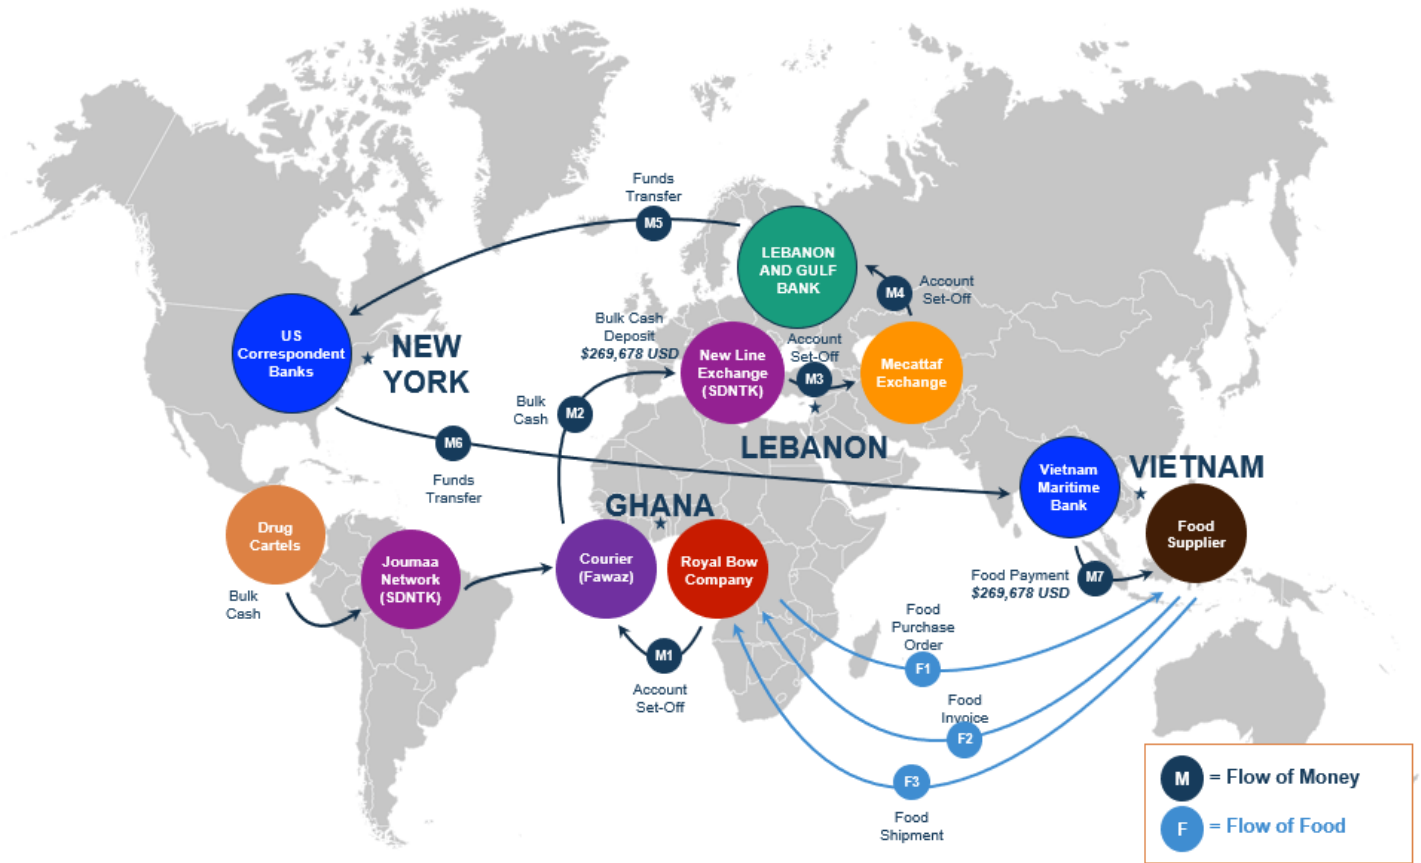 Funds
Transfer
M5
LEBANON
AND GULF
BANK
M4
Account
Set-Off
US
Correspondent
Banks
NEW
YORK
Bulk Cash
Deposit
$269,678 USD
New Line
Exchange
(SDNTK)
Account
Set-Off
M3
Mecattaf
Exchange
Bulk
Cash
M2
LEBANON
M6
Funds
Transfer
Vietnam
Maritime
Bank
VIETNAM
GHANA
Drug
Cartels
Bulk
Cash
Joumaa
Network
(SDNTK)
Courier
(Fawaz)
Royal Bow
Company
Food
Supplier
Food Payment
$269,678 USD
M7
M1
Account
Set-Off
Food
Purchase
Order
F1
Food
Invoice
F2
F3
Food
Shipment
M = Flow of Money
F = Flow of Food